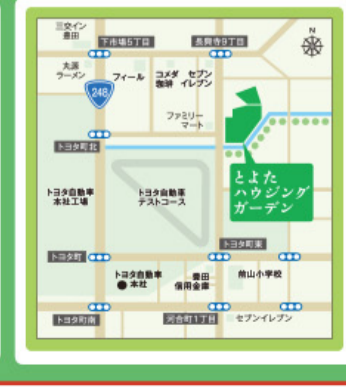 三交イン
豊田
下市場5丁目
長興寺9丁目
N
丸源
ラーメン
フィール
コメダ
珈琲
セブン
イレブン
248
ファミリー
マート
トヨタ町北
とよた
ハウジング
ガーデン
トヨタ自動車
本社工場
トヨタ自動車
テストコース
トヨタ町
トヨタ町東
トヨタ自動車
●本社
豊田
信用金庫
前山小学校
トヨタ町南
河合町1丁目
セブンイレブン